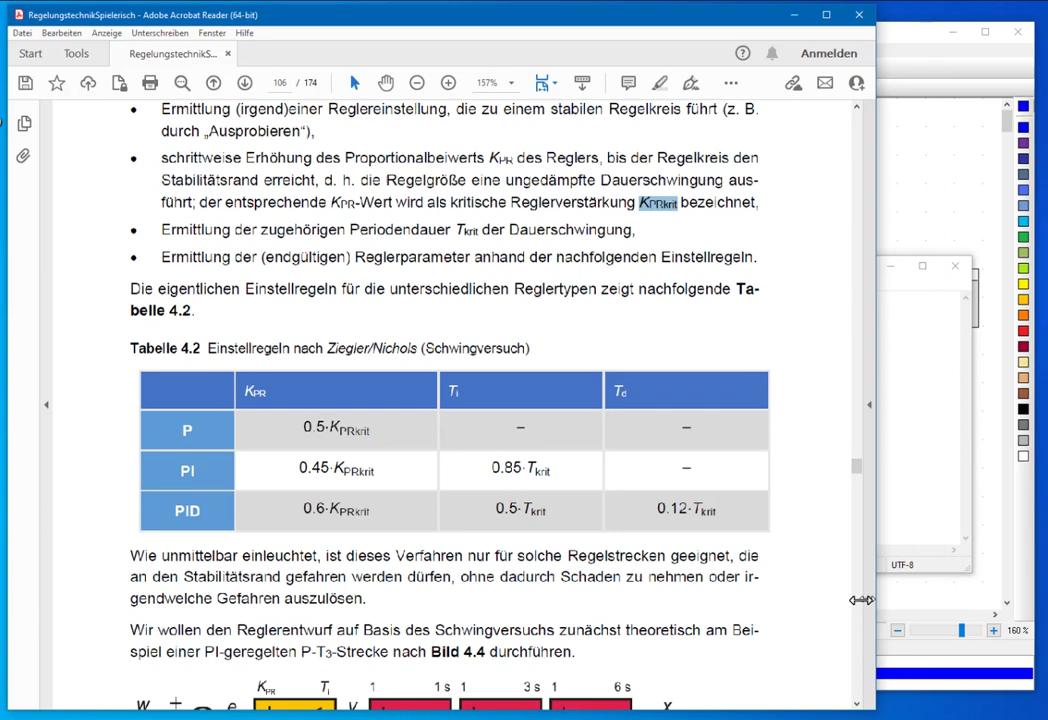 RegelungstechnikSpielerisch - Adobe Acrobat Reader (64-bit)
Datei Bearbeiten Anzeige Unterschreiben Fenster Hilfe
Start Tools RegelungstechnikS... × Anmelden
106 / 174 157%
• Ermittlung (irgend)einer Reglereinstellung, die zu einem stabilen Regelkreis führt (z. B.
durch „Ausprobieren“),
• schrittweise Erhöhung des Proportionalbeiwerts KPR des Reglers, bis der Regelkreis den
Stabilitätsrand erreicht, d. h. die Regelgröße eine ungedämpfte Dauerschwingung aus-
führt; der entsprechende KPR-Wert wird als kritische Reglerverstärkung KPRkrit bezeichnet,
• Ermittlung der zugehörigen Periodendauer Tkrit der Dauerschwingung,
• Ermittlung der (endgültigen) Reglerparameter anhand der nachfolgenden Einstellregeln.
Die eigentlichen Einstellregeln für die unterschiedlichen Reglertypen zeigt nachfolgende Ta-
belle 4.2.
Tabelle 4.2 Einstellregeln nach Ziegler/Nichols (Schwingversuch)
KPR Ti Td
P 0.5·KPRkrit – –
PI 0.45·KPRkrit 0.85·Tkrit –
PID 0.6·KPRkrit 0.5·Tkrit 0.12·Tkrit
Wie unmittelbar einleuchtet, ist dieses Verfahren nur für solche Regelstrecken geeignet, die
an den Stabilitätsrand gefahren werden dürfen, ohne dadurch Schaden zu nehmen oder ir-
gendwelche Gefahren auszulösen.
Wir wollen den Reglerentwurf auf Basis des Schwingversuchs zunächst theoretisch am Bei-
spiel einer PI-geregelten P-T3-Strecke nach Bild 4.4 durchführen.
KPR Ti 1 1 s 1 3 s 1 6 s
w + e y x
UTF-8
160 %